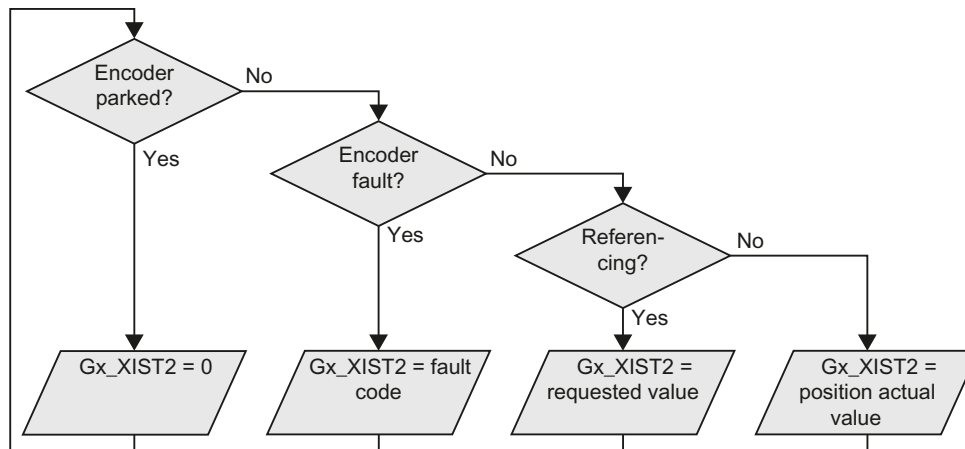 Encoder
parked?
No
Yes
Encoder
fault?
No
Yes
Referen-
cing?
No
Yes
Gx_XIST2 = 0
Gx_XIST2 = fault
code
Gx_XIST2 =
requested value
Gx_XIST2 =
position actual
value